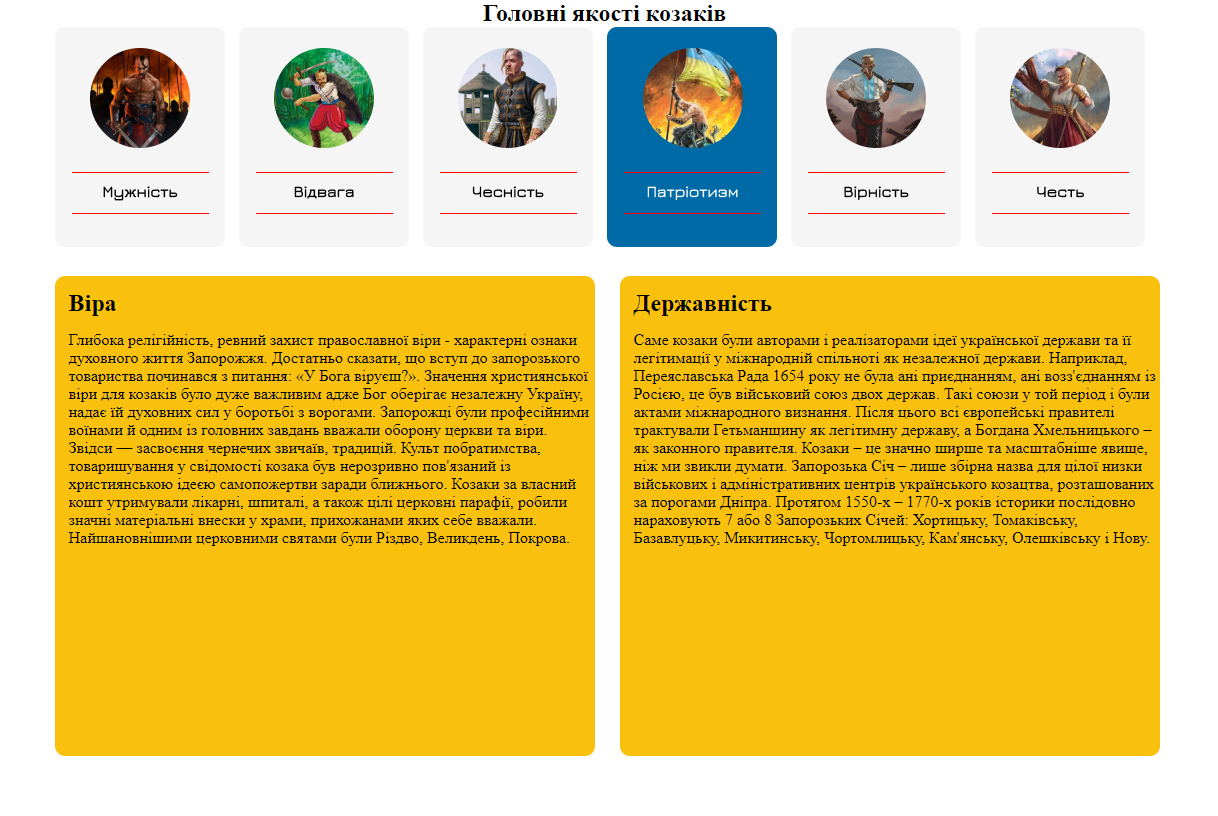 Головні якості козаків
Мужність
Відвага
Чесність
Патріотизм
Вірність
Честь
Віра
Глибока релігійність, ревний захист православної віри - характерні ознаки
духовного життя Запорожжя. Достатньо сказати, що вступ до запорозького
товариства починався з питання: «У Бога віруєш?». Значення християнської
віри для козаків було дуже важливим адже Бог оберігає незалежну Україну,
надає їй духовних сил у боротьбі з ворогами. Запорожці були професійними
воїнами й одним із головних завдань вважали оборону церкви та віри.
Звідси — засвоєння чернечих звичаїв, традицій. Культ побратимства,
товаришування у свідомості козака був нерозривно пов'язаний із
християнською ідеєю самопожертви заради ближнього. Козаки за власний
кошт утримували лікарні, шпиталі, а також цілі церковні парафії, робили
значні матеріальні внески у храми, прихожанами яких себе вважали.
Найшановнішими церковними святами були Різдво, Великдень, Покрова.
Державність
Саме козаки були авторами і реалізаторами ідеї української держави та її
легітимації у міжнародній спільноті як незалежної держави. Наприклад,
Переяславська Рада 1654 року не була ані приєднанням, ані возз'єднанням із
Росією, це був військовий союз двох держав. Такі союзи у той період і були
актами міжнародного визнання. Після цього всі європейські правителі
трактували Гетьманщину як легітимну державу, а Богдана Хмельницького –
як законного правителя. Козаки – це значно ширше та масштабніше явище,
ніж ми звикли думати. Запорозька Січ – лише збірна назва для цілої низки
військових і адміністративних центрів українського козацтва, розташованих
за порогами Дніпра. Протягом 1550-х – 1770-х років історики послідовно
нараховують 7 або 8 Запорозьких Січей: Хортицьку, Томаківську,
Базавлуцьку, Микитинську, Чортомлицьку, Кам'янську, Олешківську і Нову.